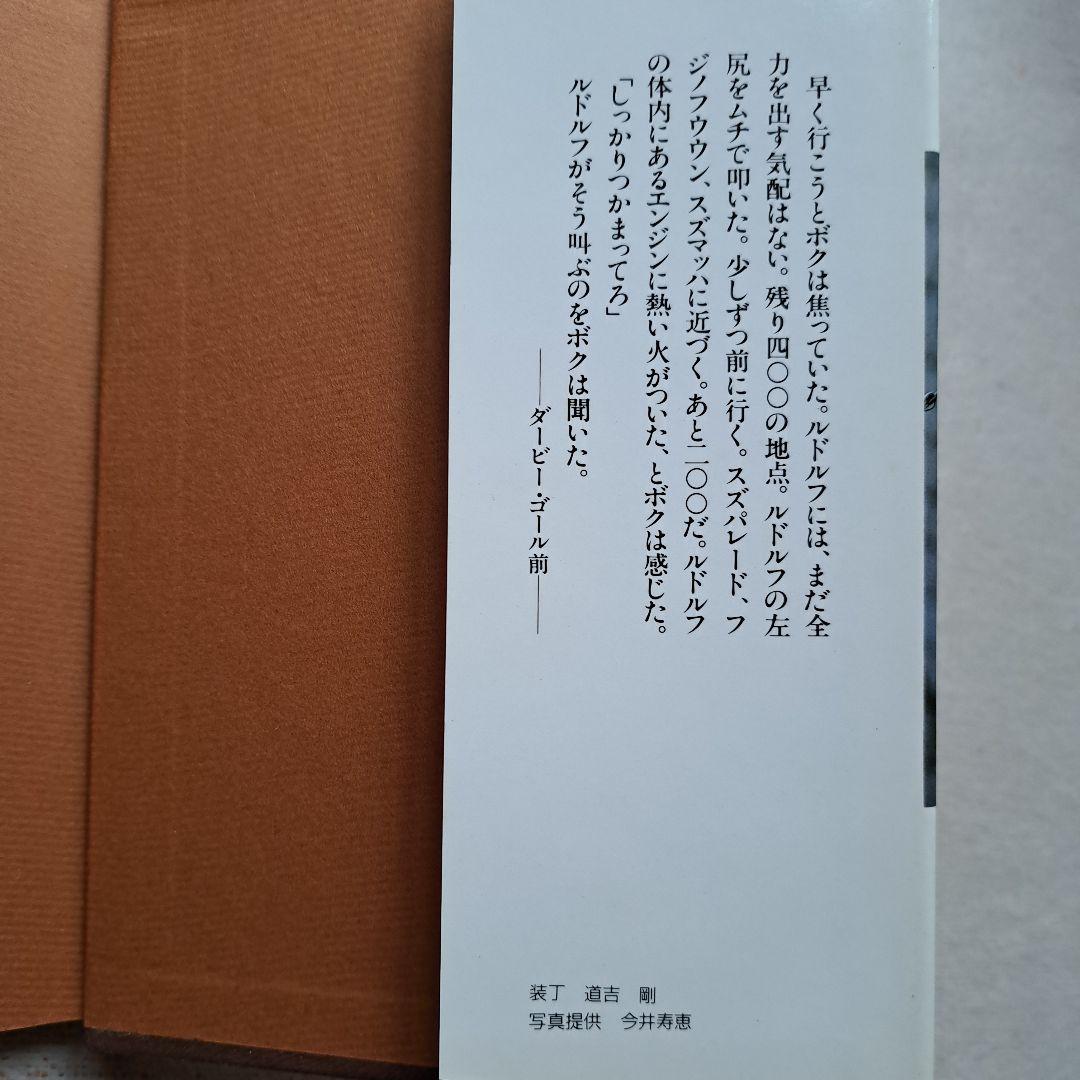 早く行こうとボクは焦っていた。ルドルフには、まだ全
力を出す気配はない。残り四〇〇の地点。ルドルフの左
尻をムチで叩いた。少しずつ前に行く。スズパレード、フ
ジノフウウン、スズマッハに近づく。あと二〇〇だ。ルドルフ
の体内にあるエンジンに熱い火がついた、とボクは感じた。
「しっかりつかまってろ」
ルドルフがそう叫ぶのをボクは聞いた。
――ダービー・ゴール前――
装丁　道吉　剛
写真提供　今井寿恵